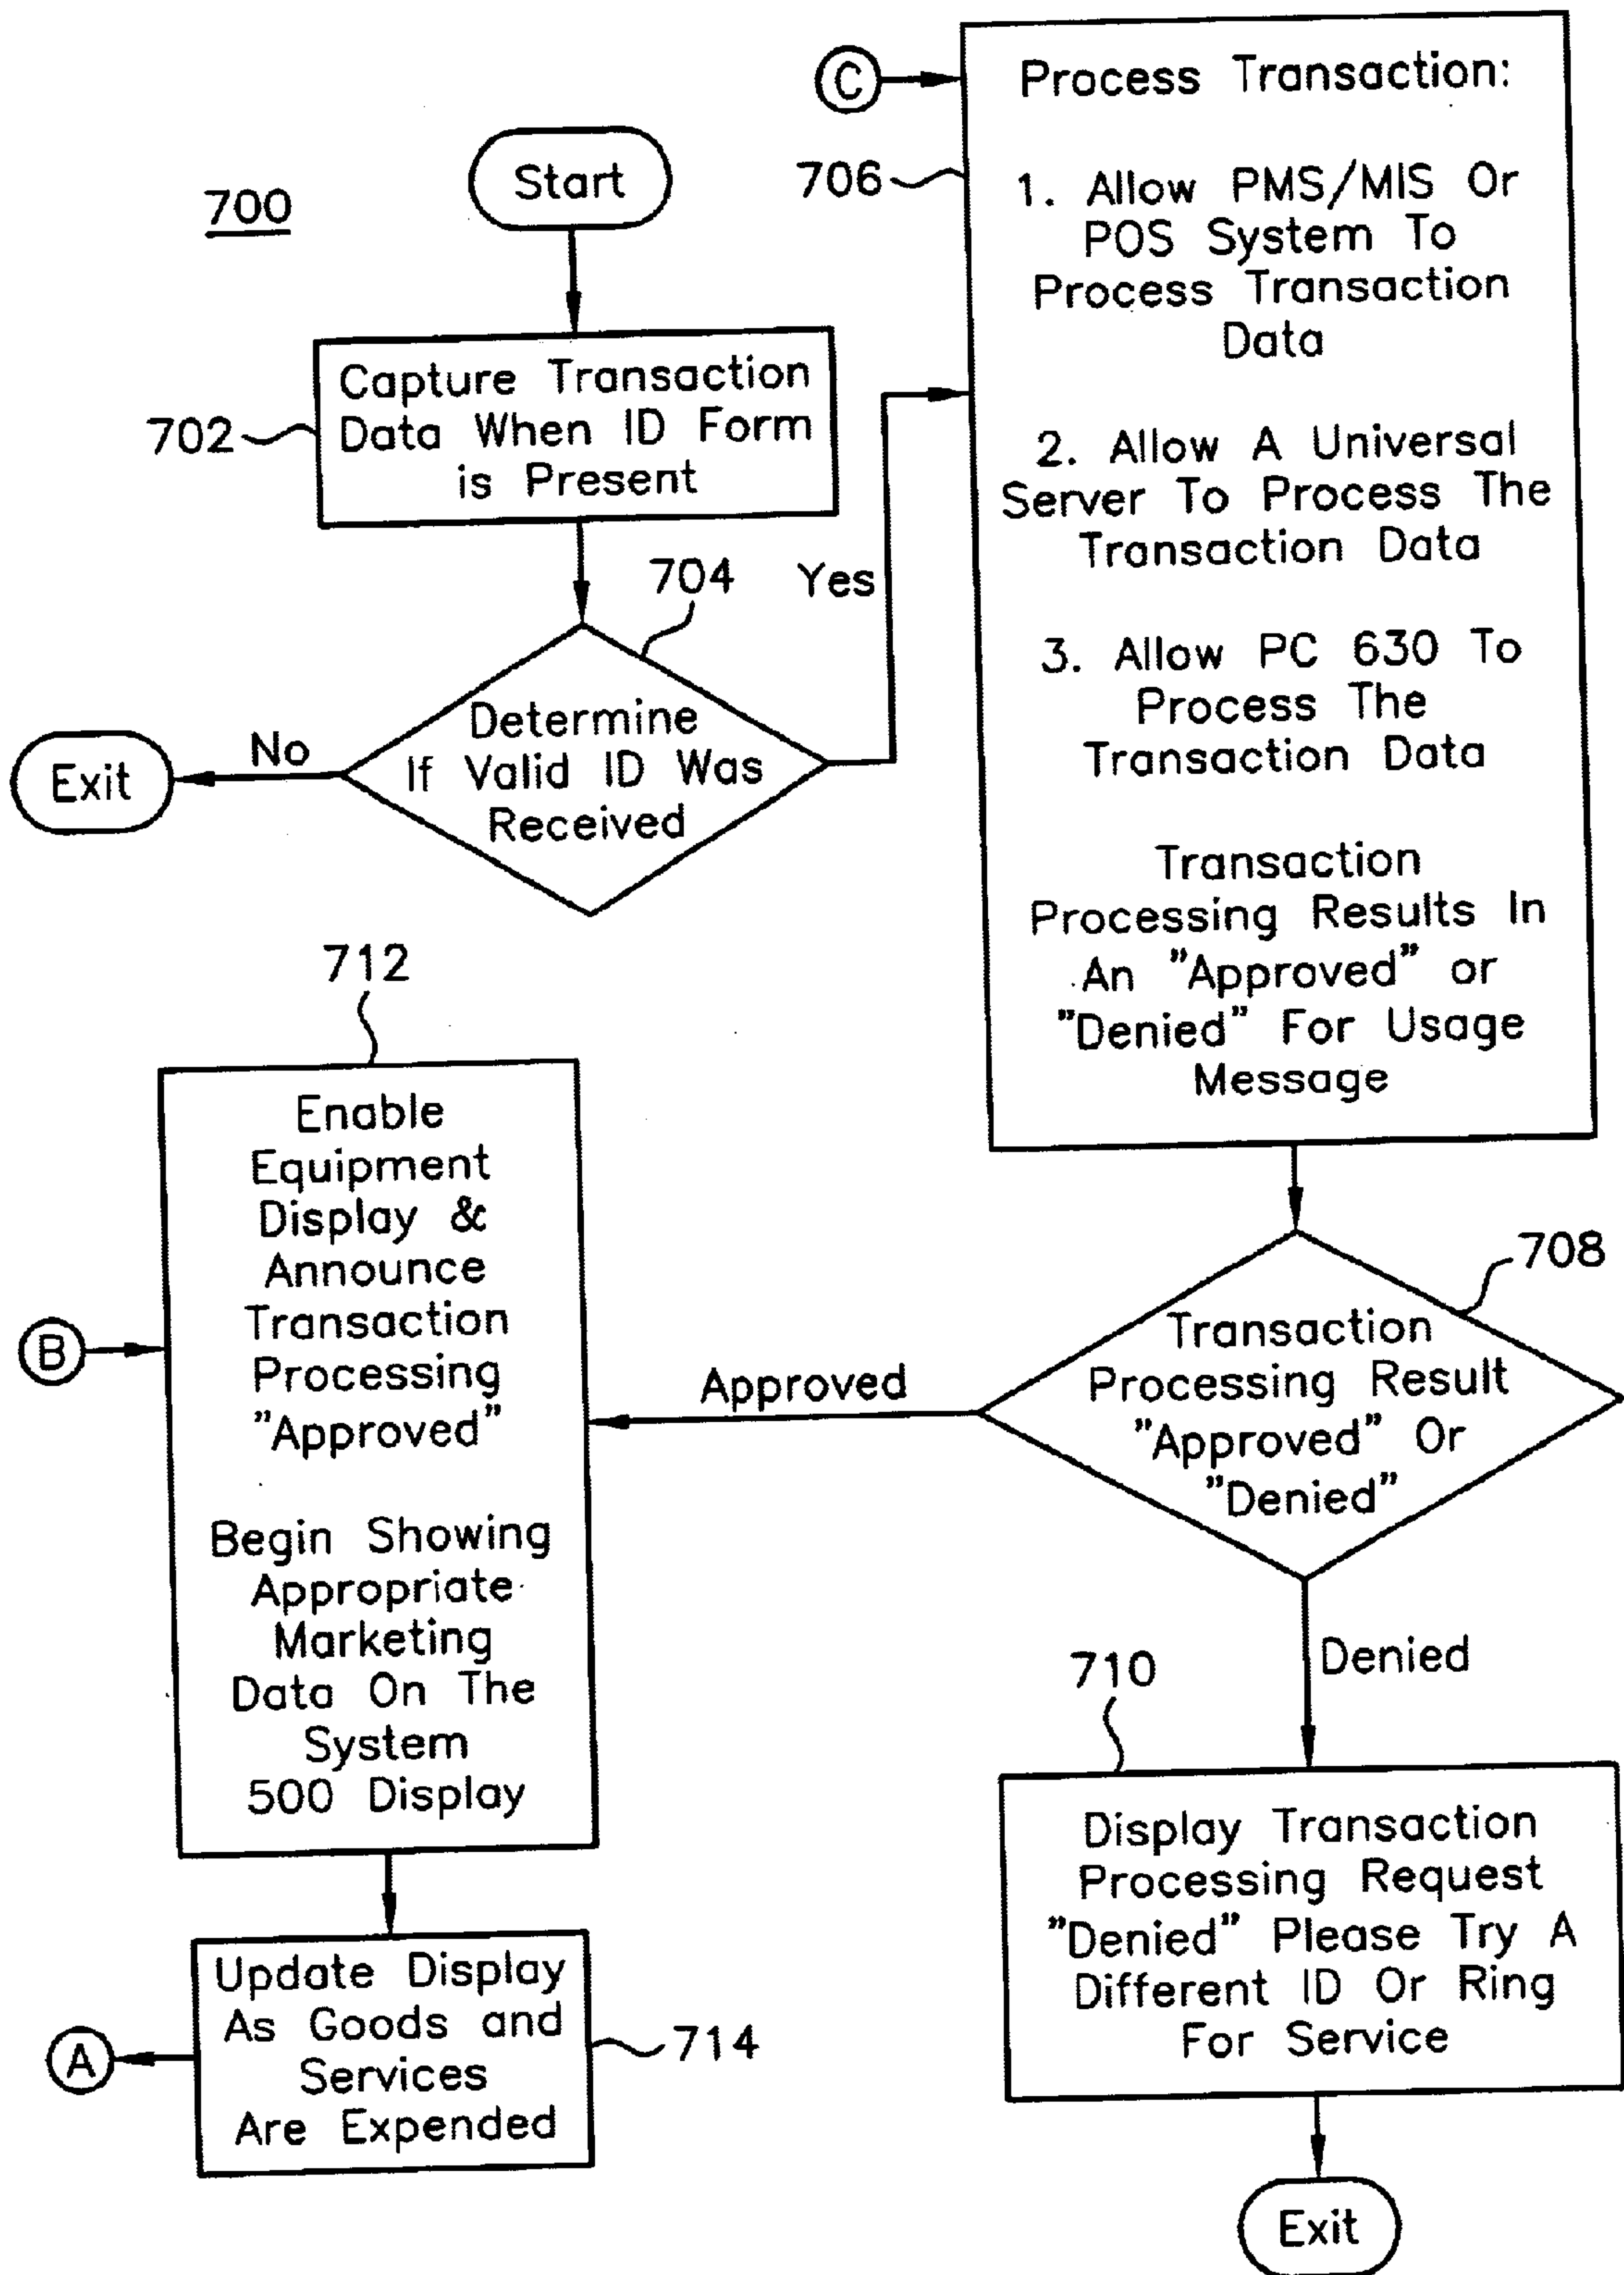 700
Start
702
Capture Transaction
Data When ID Form
is Present
704
Determine
If Valid ID Was
Received
No
Exit
Yes
C
706
Process Transaction:
1. Allow PMS/MIS Or
POS System To
Process Transaction
Data
2. Allow A Universal
Server To Process The
Transaction Data
3. Allow PC 630 To
Process The
Transaction Data
Transaction
Processing Results In
An "Approved" or
"Denied" For Usage
Message
708
Transaction
Processing Result
"Approved" Or
"Denied"
Approved
Denied
710
Display Transaction
Processing Request
"Denied" Please Try A
Different ID Or Ring
For Service
Exit
712
B
Enable
Equipment
Display &
Announce
Transaction
Processing
"Approved"
Begin Showing
Appropriate
Marketing
Data On The
System
500 Display
714
Update Display
As Goods and
Services
Are Expended
A